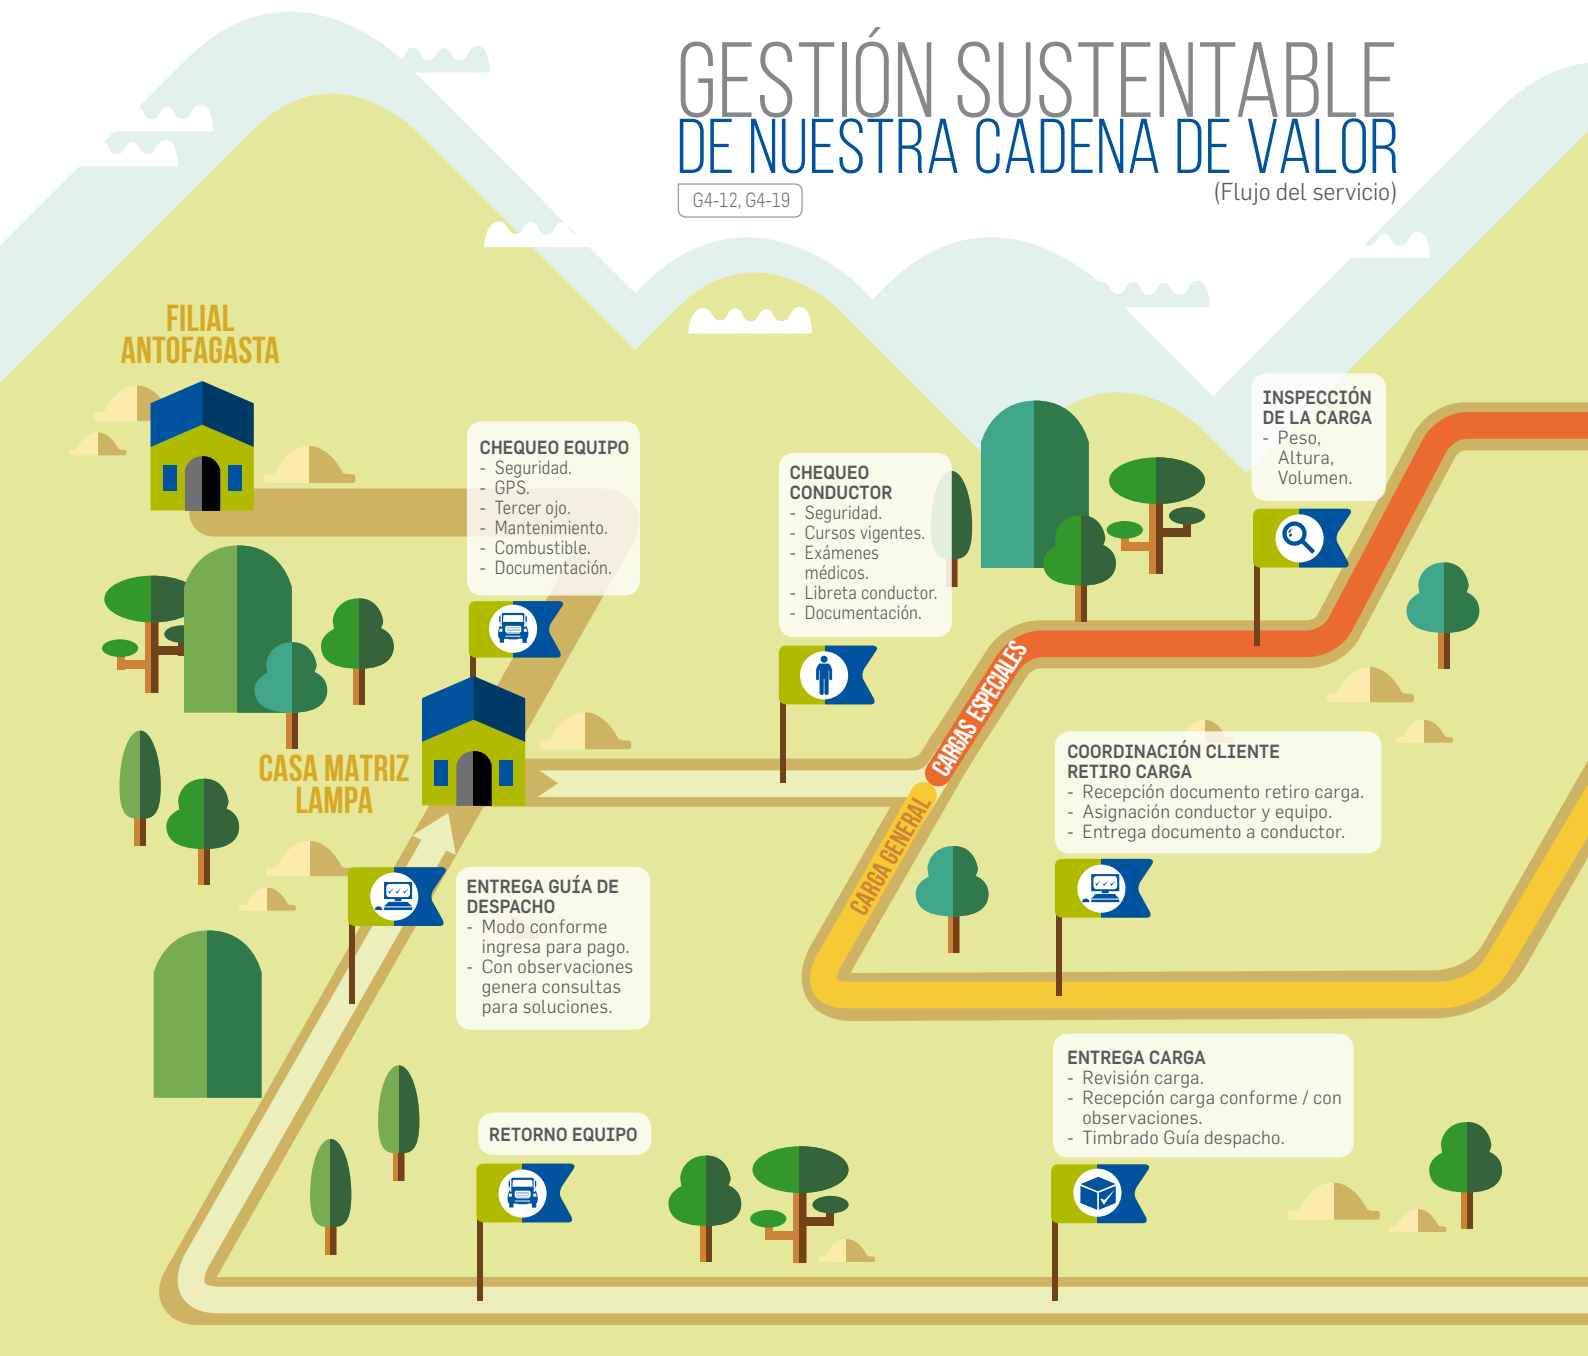 GESTIÓN SUSTENTABLE
DE NUESTRA CADENA DE VALOR
G4-12, G4-19
(Flujo del servicio)
FILIAL
ANTOFAGASTA
CHEQUEO EQUIPO
- Seguridad.
- GPS.
- Tercer ojo.
- Mantenimiento.
- Combustible.
- Documentación.
CHEQUEO
CONDUCTOR
- Seguridad.
- Cursos vigentes.
- Exámenes
médicos.
- Libreta conductor.
- Documentación.
INSPECCIÓN
DE LA CARGA
- Peso,
Altura,
Volumen.
CARGAS ESPECIALES
CARGA GENERAL
CASA MATRIZ
LAMPA
COORDINACIÓN CLIENTE
RETIRO CARGA
- Recepción documento retiro carga.
- Asignación conductor y equipo.
- Entrega documento a conductor.
ENTREGA GUÍA DE
DESPACHO
- Modo conforme
ingresa para pago.
- Con observaciones
genera consultas
para soluciones.
ENTREGA CARGA
- Revisión carga.
- Recepción carga conforme / con
observaciones.
- Timbrado Guía despacho.
RETORNO EQUIPO